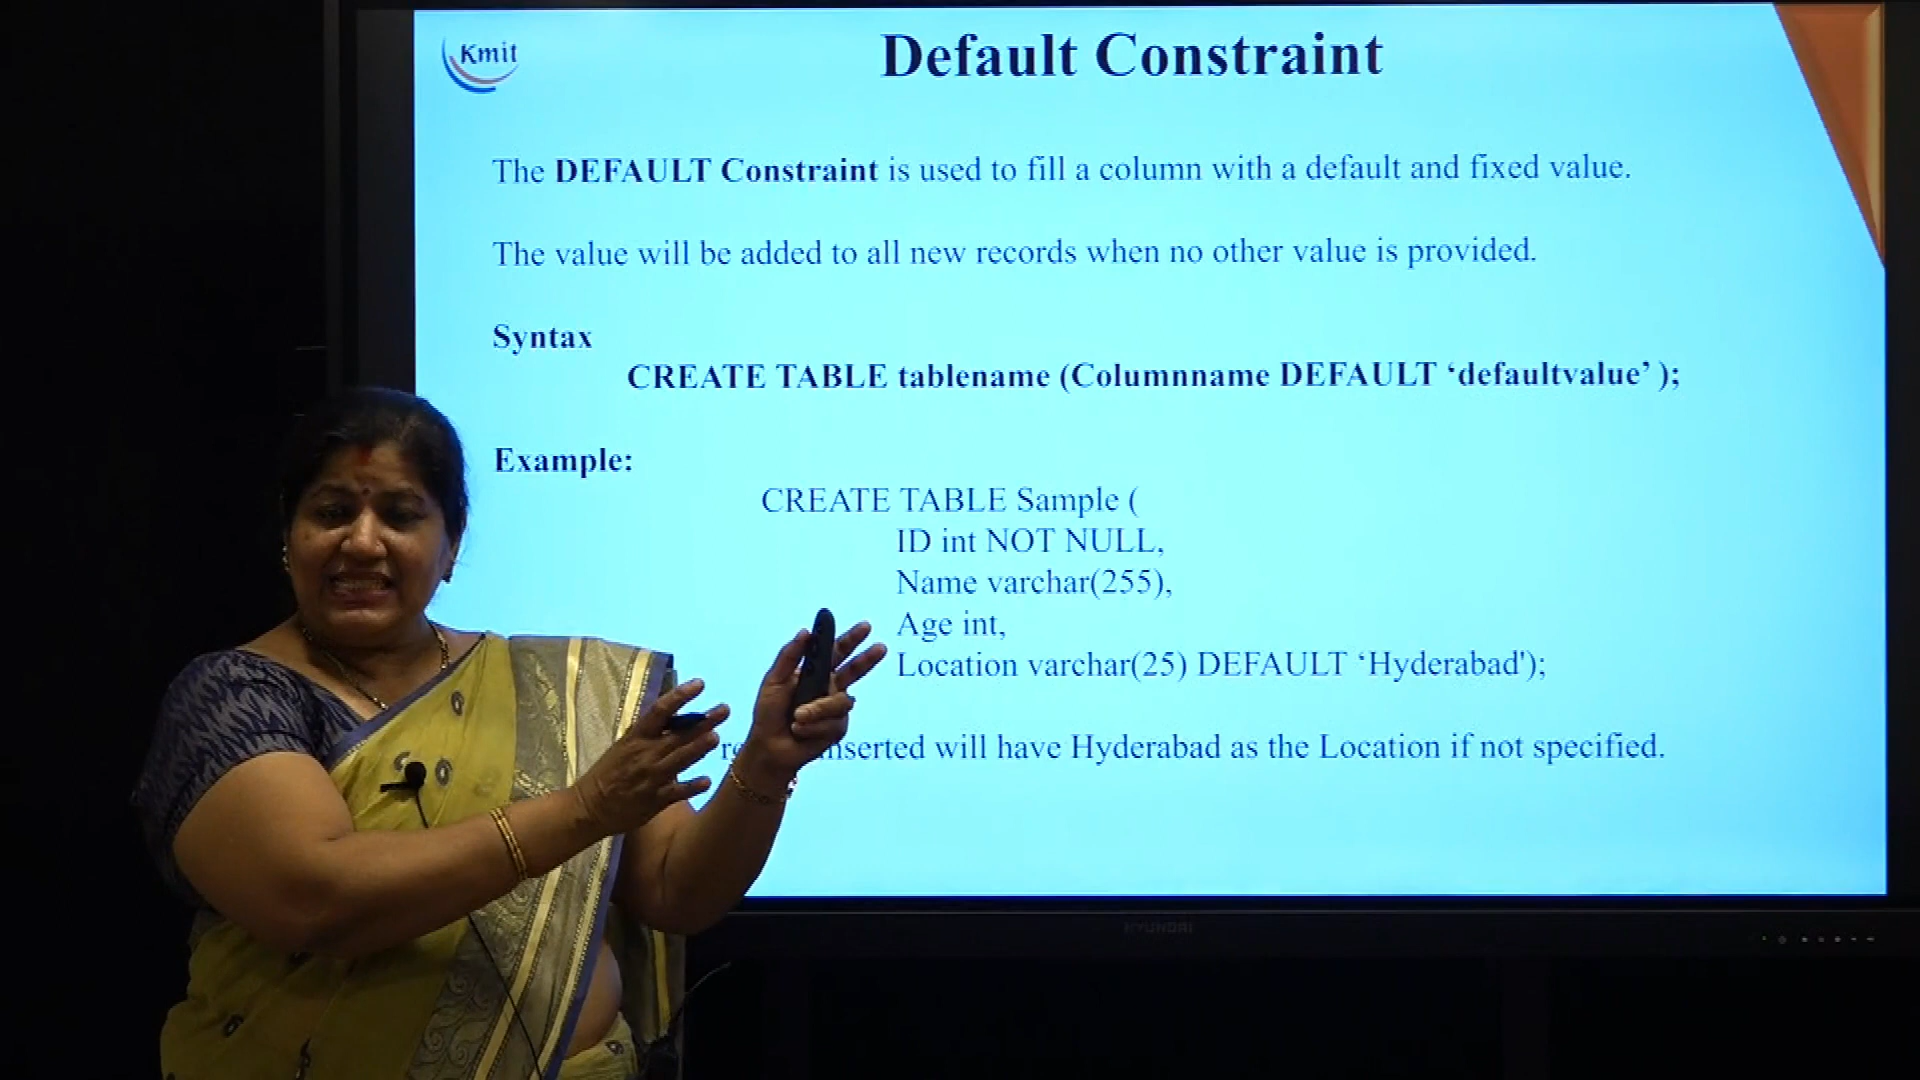 Kmit
Default Constraint
The DEFAULT Constraint is used to fill a column with a default and fixed value.
The value will be added to all new records when no other value is provided.
Syntax
CREATE TABLE tablename (Columnname DEFAULT ‘defaultvalue’ );
Example:
CREATE TABLE Sample (
ID int NOT NULL,
Name varchar(255),
Age int,
Location varchar(25) DEFAULT ‘Hyderabad');
will have Hyderabad as the Location if not specified.
HYUNDAI